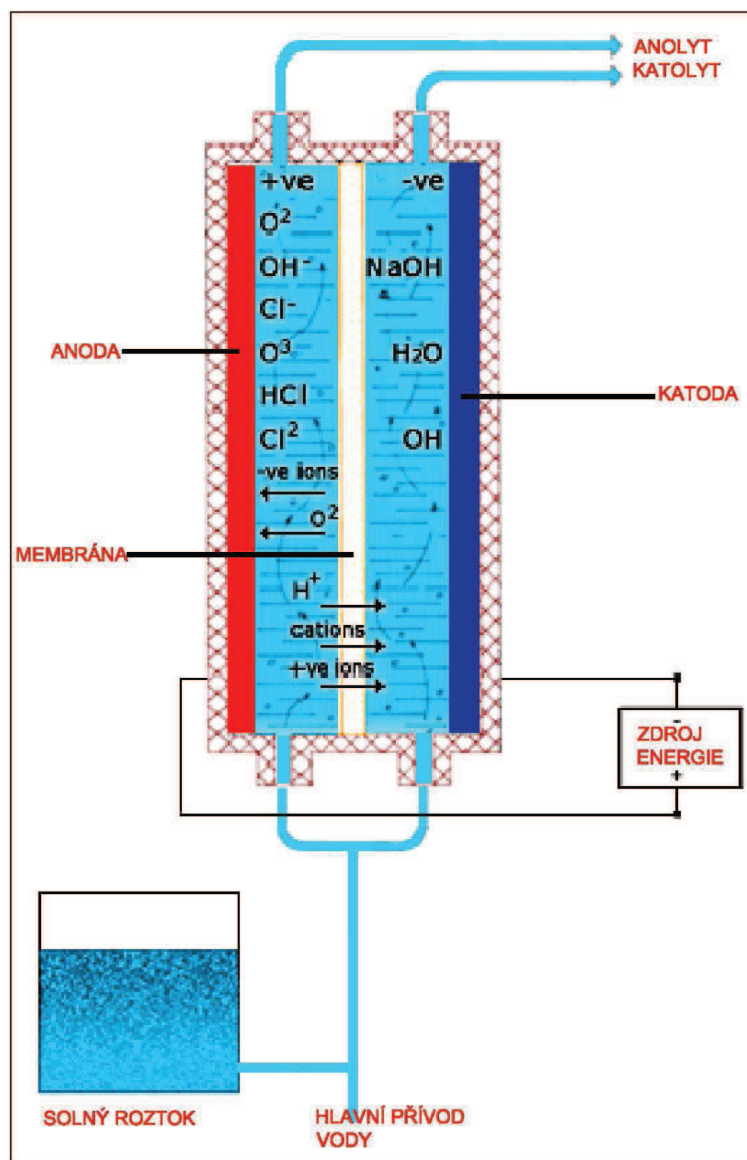 ANOLYT
KATOLYT
+ve
-ve
O²
OH⁻
NaOH
Cl⁻
ANODA
O³
H₂O
HCl
KATODA
Cl²
OH
-ve ions
O²
MEMBRÁNA
H⁺
cations
+ve ions
-
ZDROJ
ENERGIE
+
SOLNÝ ROZTOK
HLAVNÍ PŘÍVOD
VODY